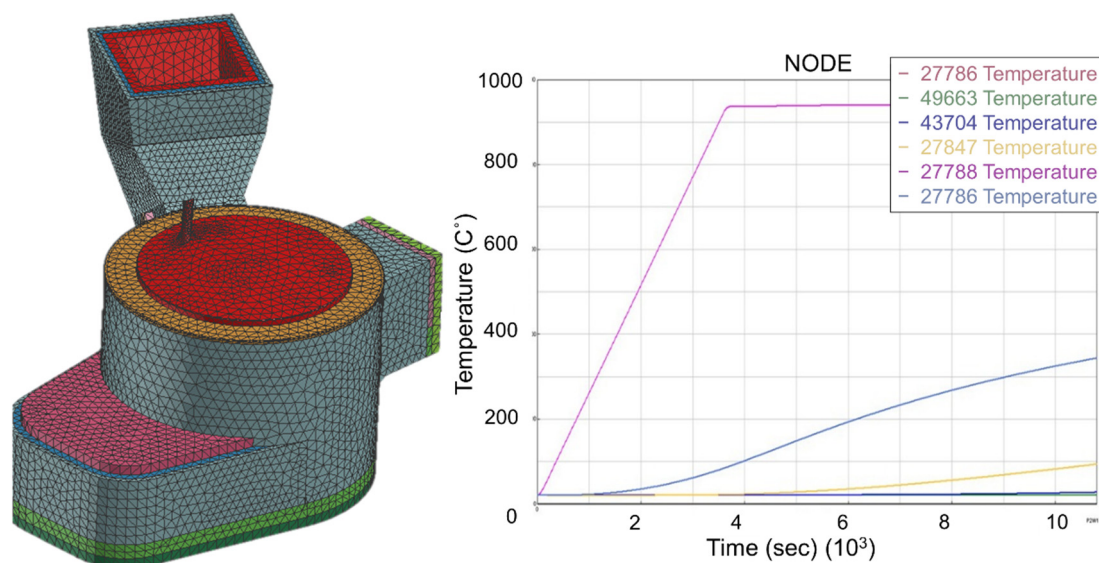 NODE
27786 Temperature
49663 Temperature
43704 Temperature
27847 Temperature
27788 Temperature
27786 Temperature
1000
800
600
400
200
0
Temperature (C°)
2
4
6
8
10
Time (sec) (10³)